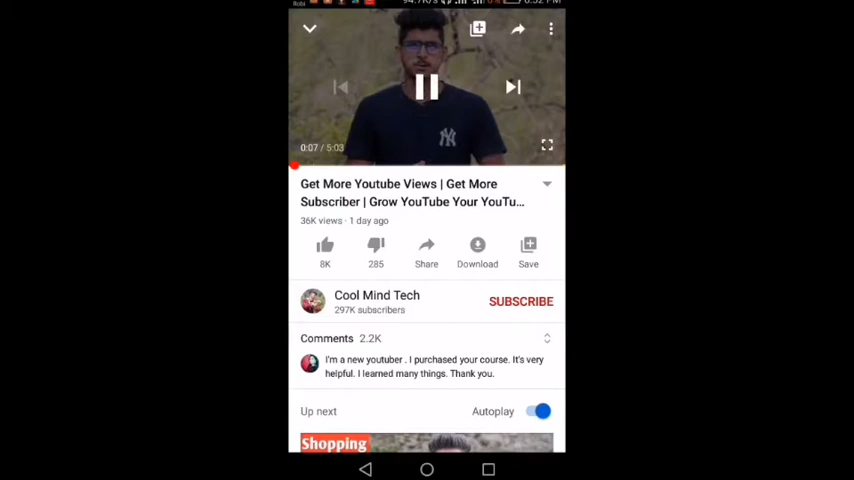 Robi
0:07 / 5:03
Get More Youtube Views | Get More
Subscriber | Grow YouTube Your YouTu...
36K views · 1 day ago
8K
285
Share
Download
Save
Cool Mind Tech
297K subscribers
SUBSCRIBE
Comments 2.2K
I'm a new youtuber . I purchased your course. It's very
helpful. I learned many things. Thank you.
Up next
Autoplay
Shopping